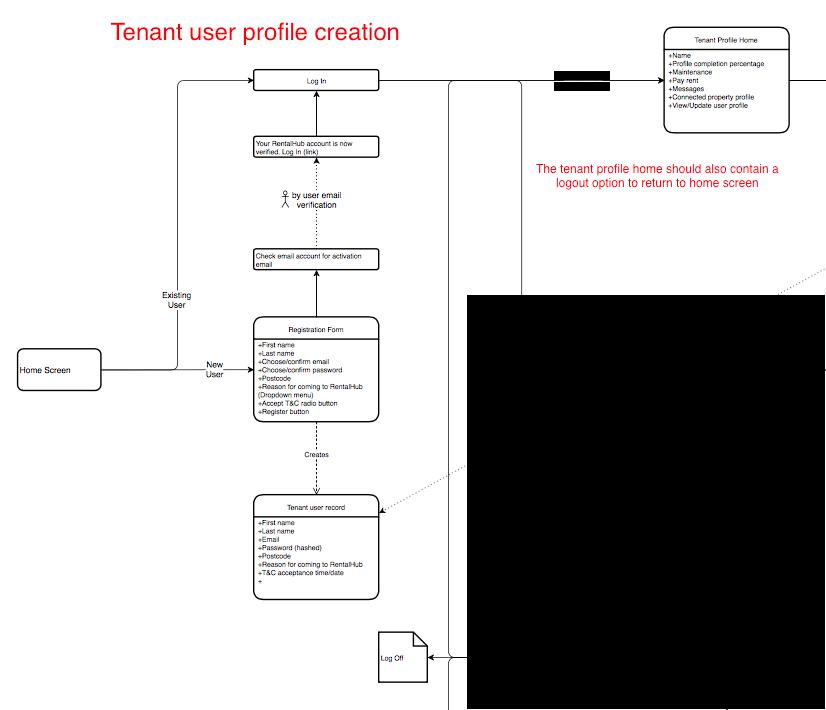 Tenant user profile creation
Tenant Profile Home
+Name
+Profile completion percentage
+Maintenance
+Pay rent
+Messages
+Connected property profile
+View/Update user profile
Log In
Your RentalHub account is now
verified. Log In (link)
The tenant profile home should also contain a
logout option to return to home screen
by user email
verification
Check email account for activation
email
Existing
User
Registration Form
+First name
+Last name
+Choose/confirm email
+Choose/confirm password
+Postcode
+Reason for coming to RentalHub
(Dropdown menu)
+Accept T&C radio button
+Register button
Home Screen
New
User
Creates
Tenant user record
+First name
+Last name
+Email
+Password (hashed)
+Postcode
+Reason for coming to RentalHub
+T&C acceptance time/date
+
Log Off